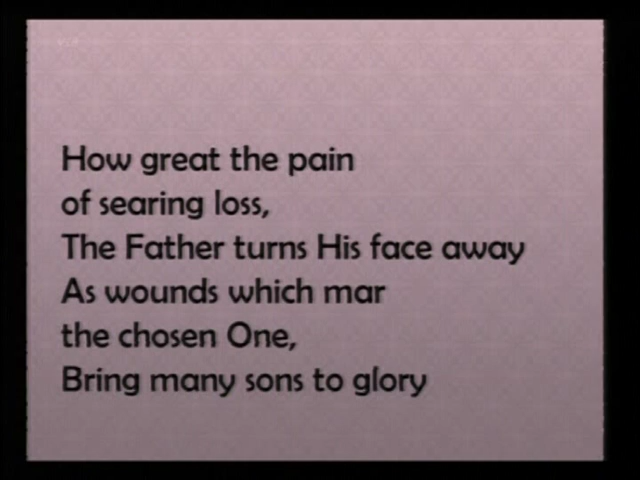 How great the pain
of searing loss,
The Father turns His face away
As wounds which mar
the chosen One,
Bring many sons to glory